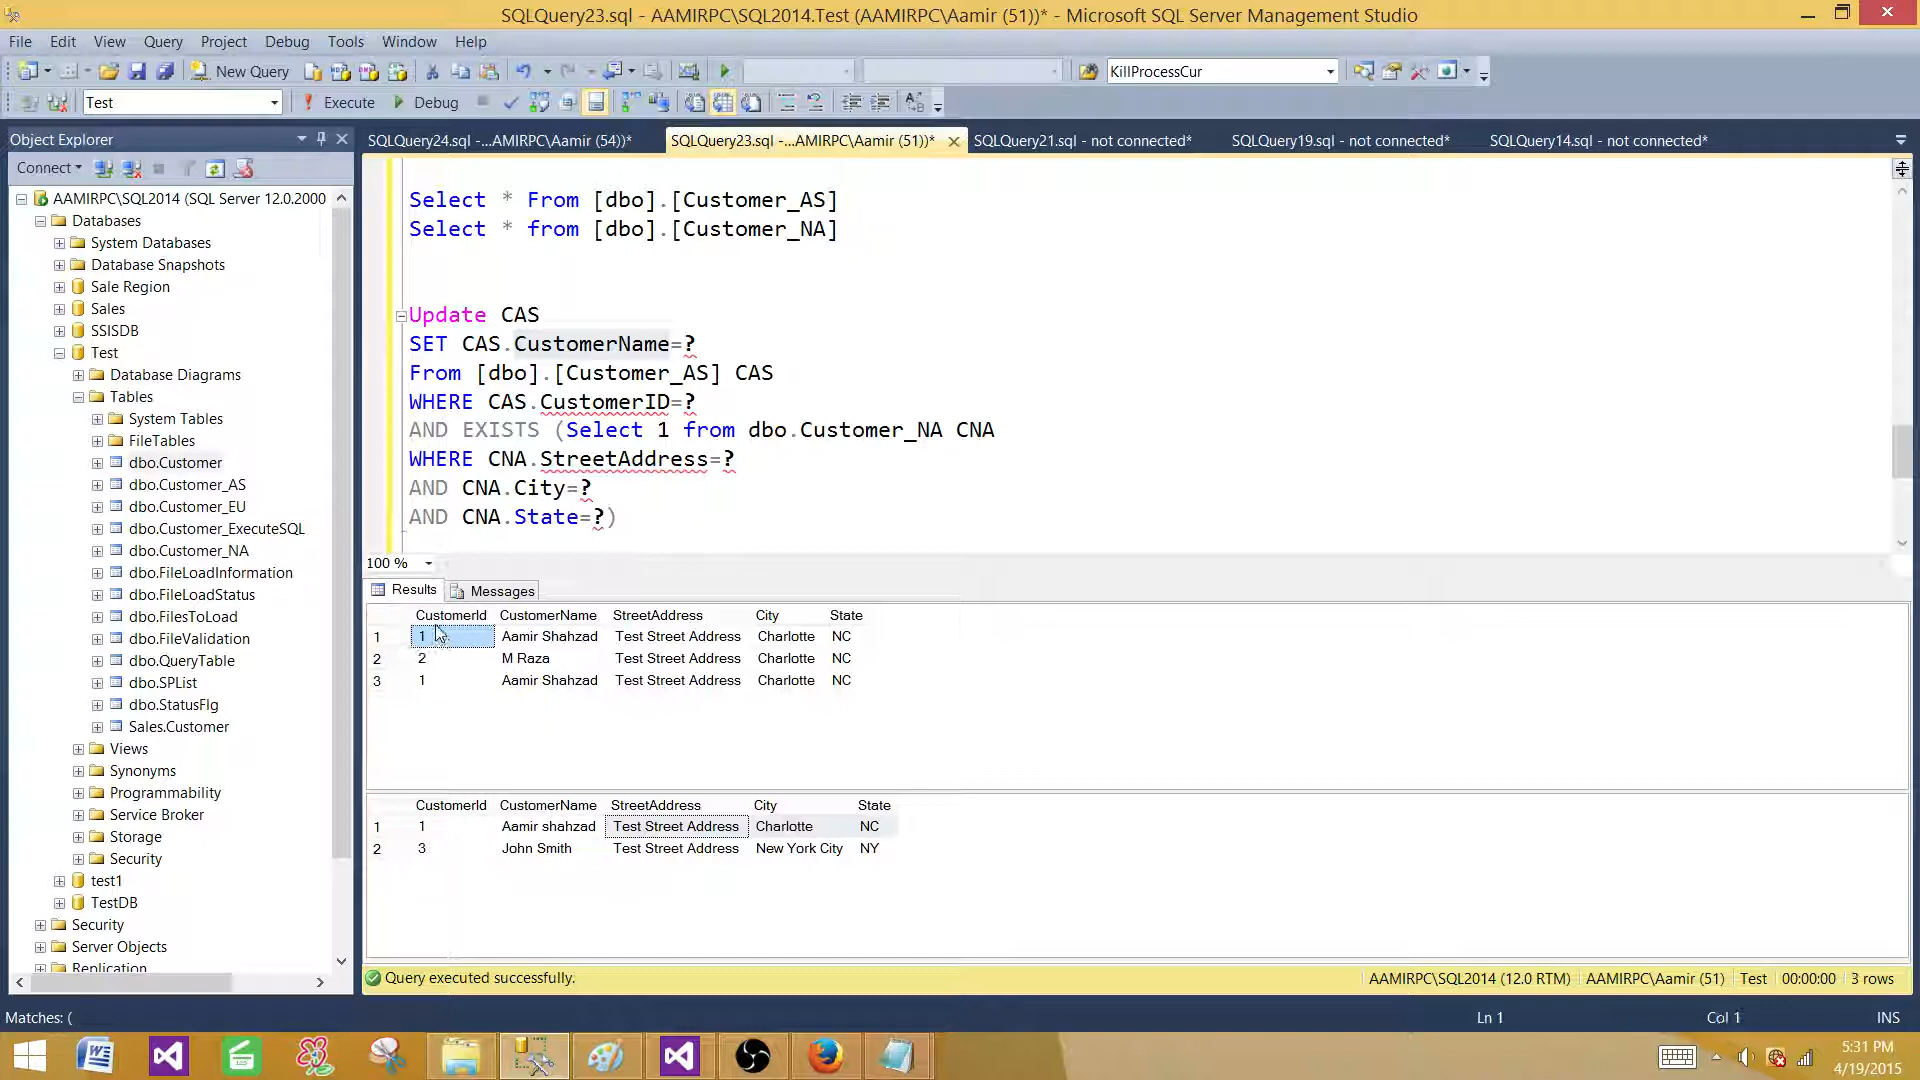 SQLQuery23.sql - AAMIRPC\SQL2014.Test (AAMIRPC\Aamir (51))* - Microsoft SQL Server Management Studio
File Edit View Query Project Debug Tools Window Help
New Query KillProcessCur
Test Execute Debug
Object Explorer
SQLQuery24.sql -...AMIRPC\Aamir (54))* SQLQuery23.sql -...AMIRPC\Aamir (51))* SQLQuery21.sql - not connected* SQLQuery19.sql - not connected* SQLQuery14.sql - not connected*
Connect
AAMIRPC\SQL2014 (SQL Server 12.0.2000
Databases
System Databases
Database Snapshots
Sale Region
Sales
SSISDB
Test
Database Diagrams
Tables
System Tables
FileTables
dbo.Customer
dbo.Customer_AS
dbo.Customer_EU
dbo.Customer_ExecuteSQL
dbo.Customer_NA
dbo.FileLoadInformation
dbo.FileLoadStatus
dbo.FilesToLoad
dbo.FileValidation
dbo.QueryTable
dbo.SPList
dbo.StatusFlg
Sales.Customer
Views
Synonyms
Programmability
Service Broker
Storage
Security
test1
TestDB
Security
Server Objects
Replication
Select * From [dbo].[Customer_AS]
Select * from [dbo].[Customer_NA]
Update CAS
SET CAS.CustomerName=?
From [dbo].[Customer_AS] CAS
WHERE CAS.CustomerID=?
AND EXISTS (Select 1 from dbo.Customer_NA CNA
WHERE CNA.StreetAddress=?
AND CNA.City=?
AND CNA.State=?)
100 %
Results Messages
CustomerId CustomerName StreetAddress City State
1 1 Aamir Shahzad Test Street Address Charlotte NC
2 2 M Raza Test Street Address Charlotte NC
3 1 Aamir Shahzad Test Street Address Charlotte NC
CustomerId CustomerName StreetAddress City State
1 1 Aamir shahzad Test Street Address Charlotte NC
2 3 John Smith Test Street Address New York City NY
Query executed successfully. AAMIRPC\SQL2014 (12.0 RTM) AAMIRPC\Aamir (51) Test 00:00:00 3 rows
Matches: ( Ln 1 Col 1 INS
5:31 PM
4/19/2015